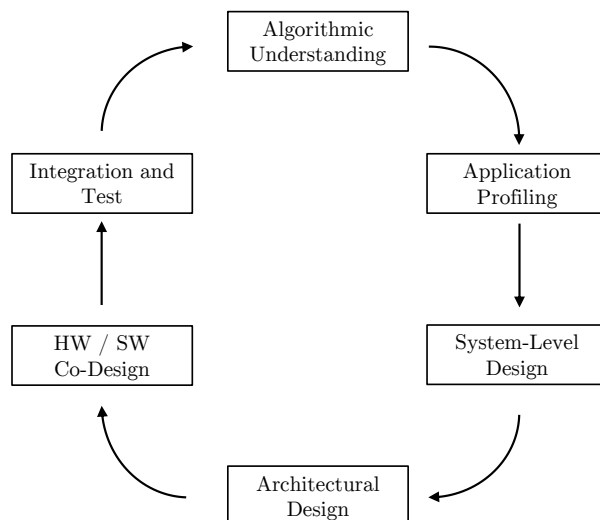 Algorithmic
Understanding
Application
Profiling
System-Level
Design
Architectural
Design
HW / SW
Co-Design
Integration and
Test